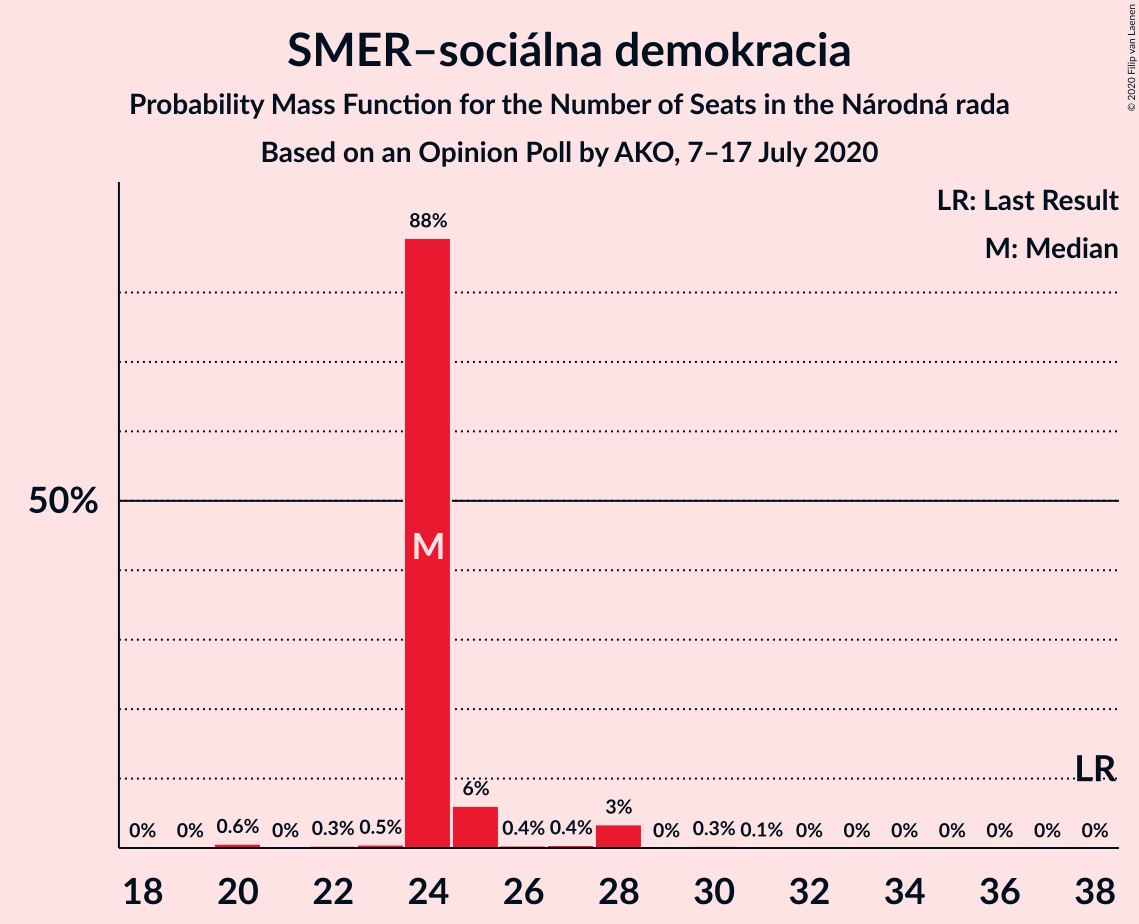 SMER–sociálna demokracia
Probability Mass Function for the Number of Seats in the Národná rada
Based on an Opinion Poll by AKO, 7–17 July 2020
© 2020 Filip van Laenen
LR: Last Result
M: Median
88%
50%
M
LR
6%
3%
0% 0% 0.6% 0% 0.3% 0.5% 0.4% 0.4% 0% 0.3% 0.1% 0% 0% 0% 0% 0% 0% 0%
18 20 22 24 26 28 30 32 34 36 38